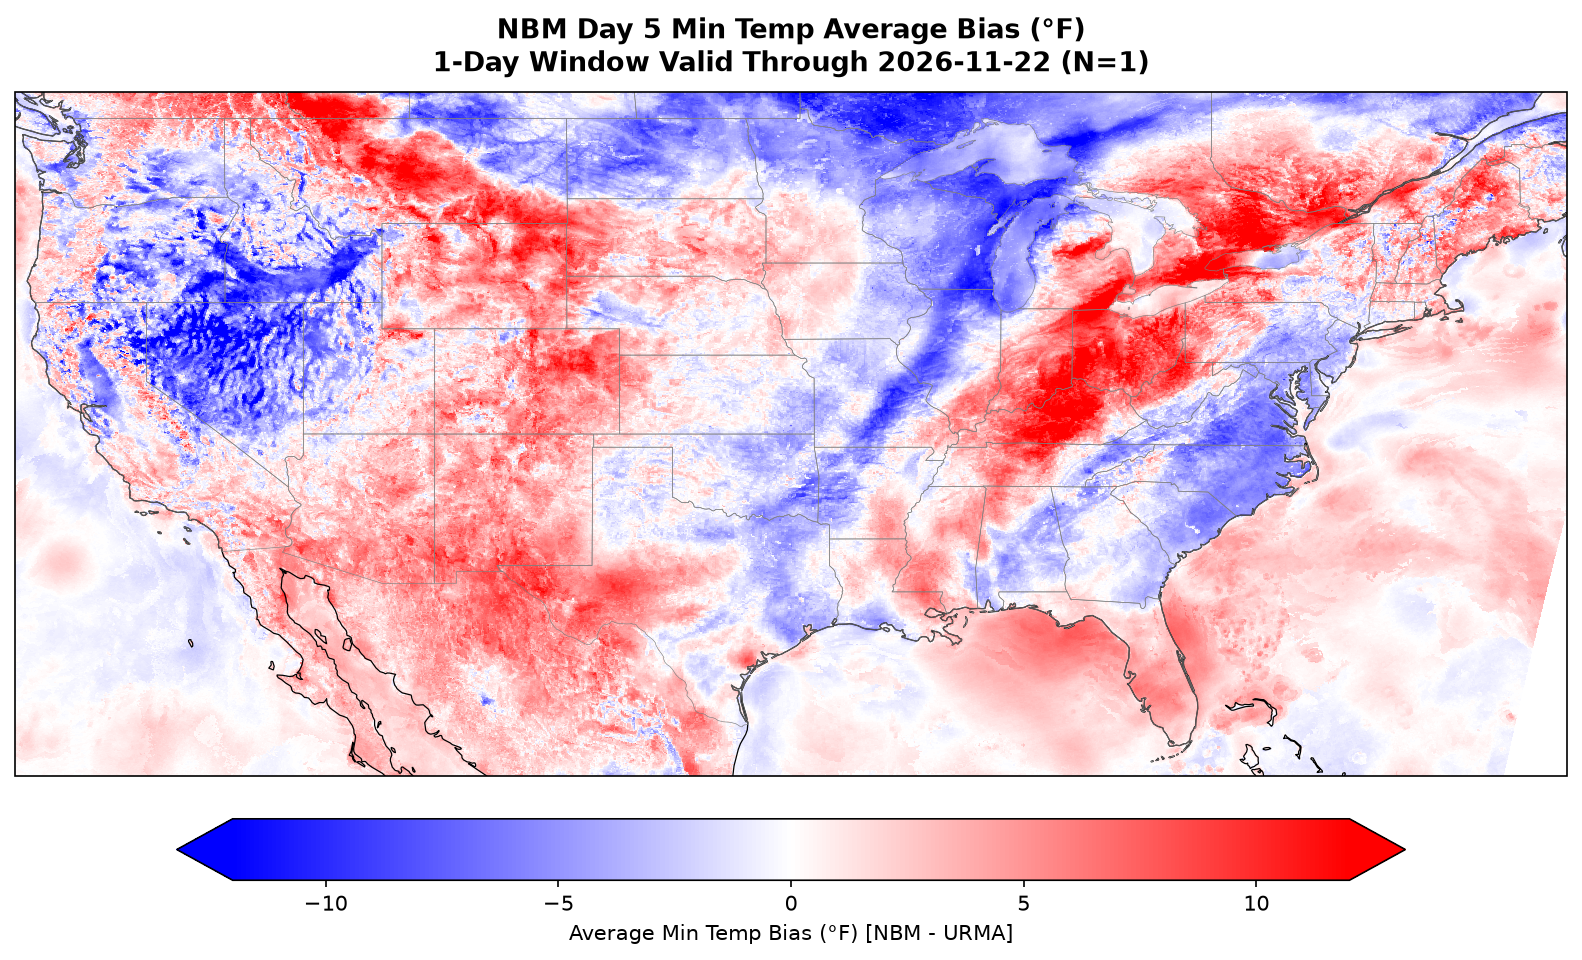 NBM Day 5 Min Temp Average Bias (°F)
1-Day Window Valid Through 2026-11-22 (N=1)
−10 −5 0 5 10
Average Min Temp Bias (°F) [NBM - URMA]